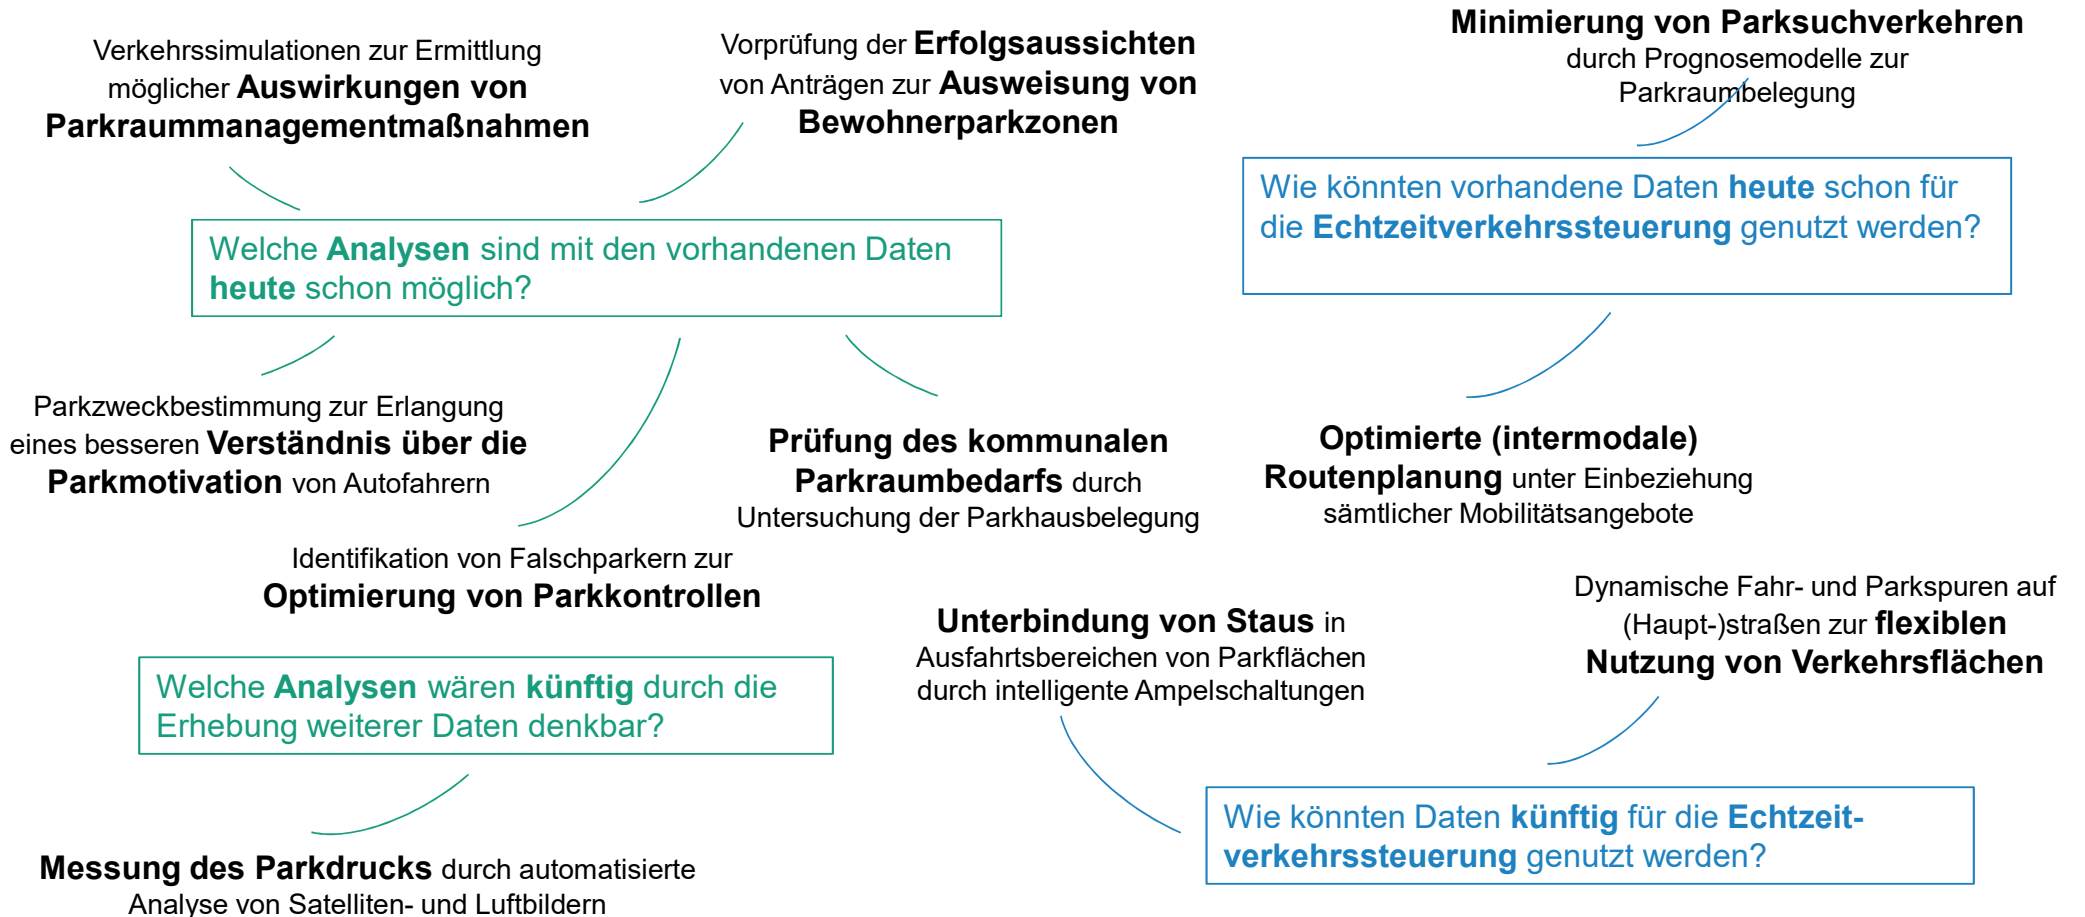 Verkehrssimulationen zur Ermittlung
möglicher Auswirkungen von
Parkraummanagementmaßnahmen
Vorprüfung der Erfolgsaussichten
von Anträgen zur Ausweisung von
Bewohnerparkzonen
Welche Analysen sind mit den vorhandenen Daten
heute schon möglich?
Parkzweckbestimmung zur Erlangung
eines besseren Verständnis über die
Parkmotivation von Autofahrern
Prüfung des kommunalen
Parkraumbedarfs durch
Untersuchung der Parkhausbelegung
Identifikation von Falschparkern zur
Optimierung von Parkkontrollen
Welche Analysen wären künftig durch die
Erhebung weiterer Daten denkbar?
Messung des Parkdrucks durch automatisierte
Analyse von Satelliten- und Luftbildern
Minimierung von Parksuchverkehren
durch Prognosemodelle zur
Parkraumbelegung
Wie könnten vorhandene Daten heute schon für
die Echtzeitverkehrssteuerung genutzt werden?
Optimierte (intermodale)
Routenplanung unter Einbeziehung
sämtlicher Mobilitätsangebote
Unterbindung von Staus in
Ausfahrtsbereichen von Parkflächen
durch intelligente Ampelschaltungen
Dynamische Fahr- und Parkspuren auf
(Haupt-)straßen zur flexiblen
Nutzung von Verkehrsflächen
Wie könnten Daten künftig für die Echtzeit-
verkehrssteuerung genutzt werden?